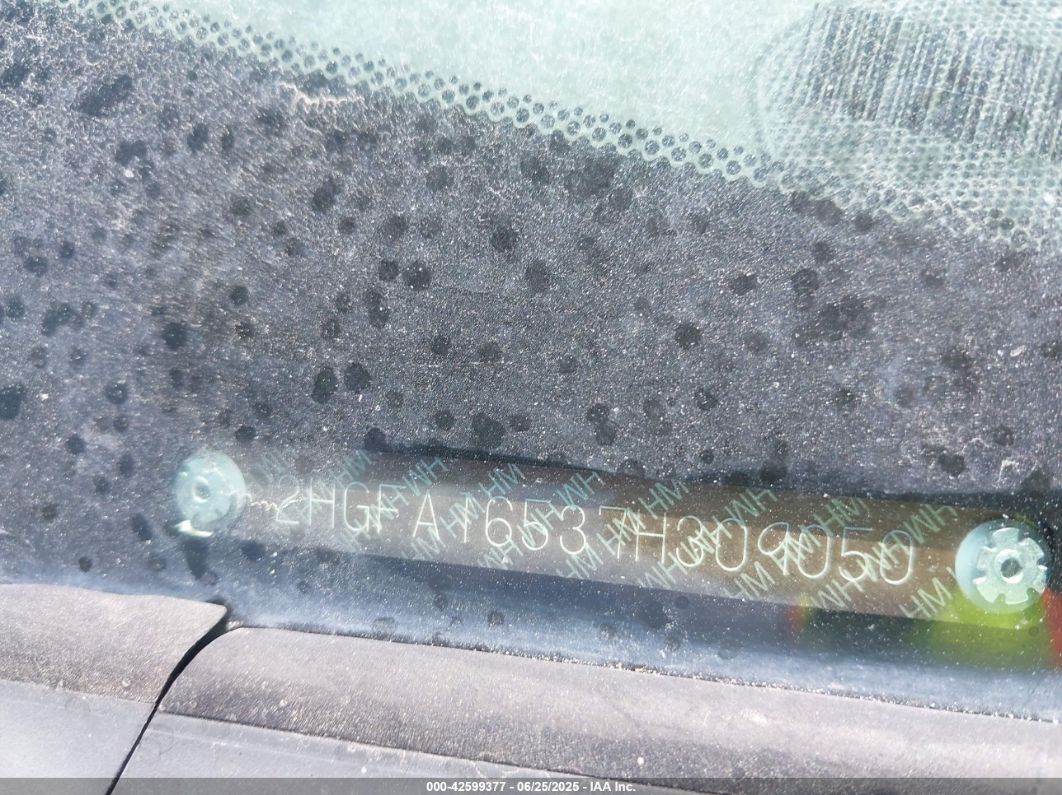 2HGFA16537H309050
000-42599377 - 06/25/2025 - IAA Inc.